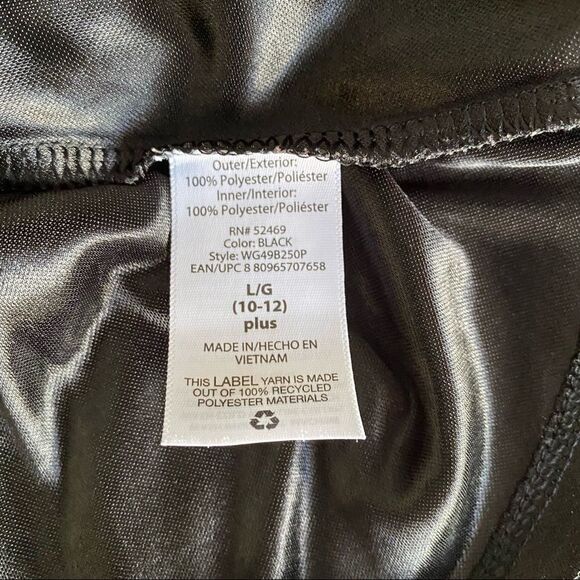 Outer/Exterior:
100% Polyester/Poliéster
Inner/Interior:
100% Polyester/Poliéster
RN# 52469
Color: BLACK
Style: WG49B250P
EAN/UPC 8 80965707658
L/G
(10-12)
plus
MADE IN/HECHO EN
VIETNAM
THIS LABEL YARN IS MADE
OUT OF 100% RECYCLED
POLYESTER MATERIALS